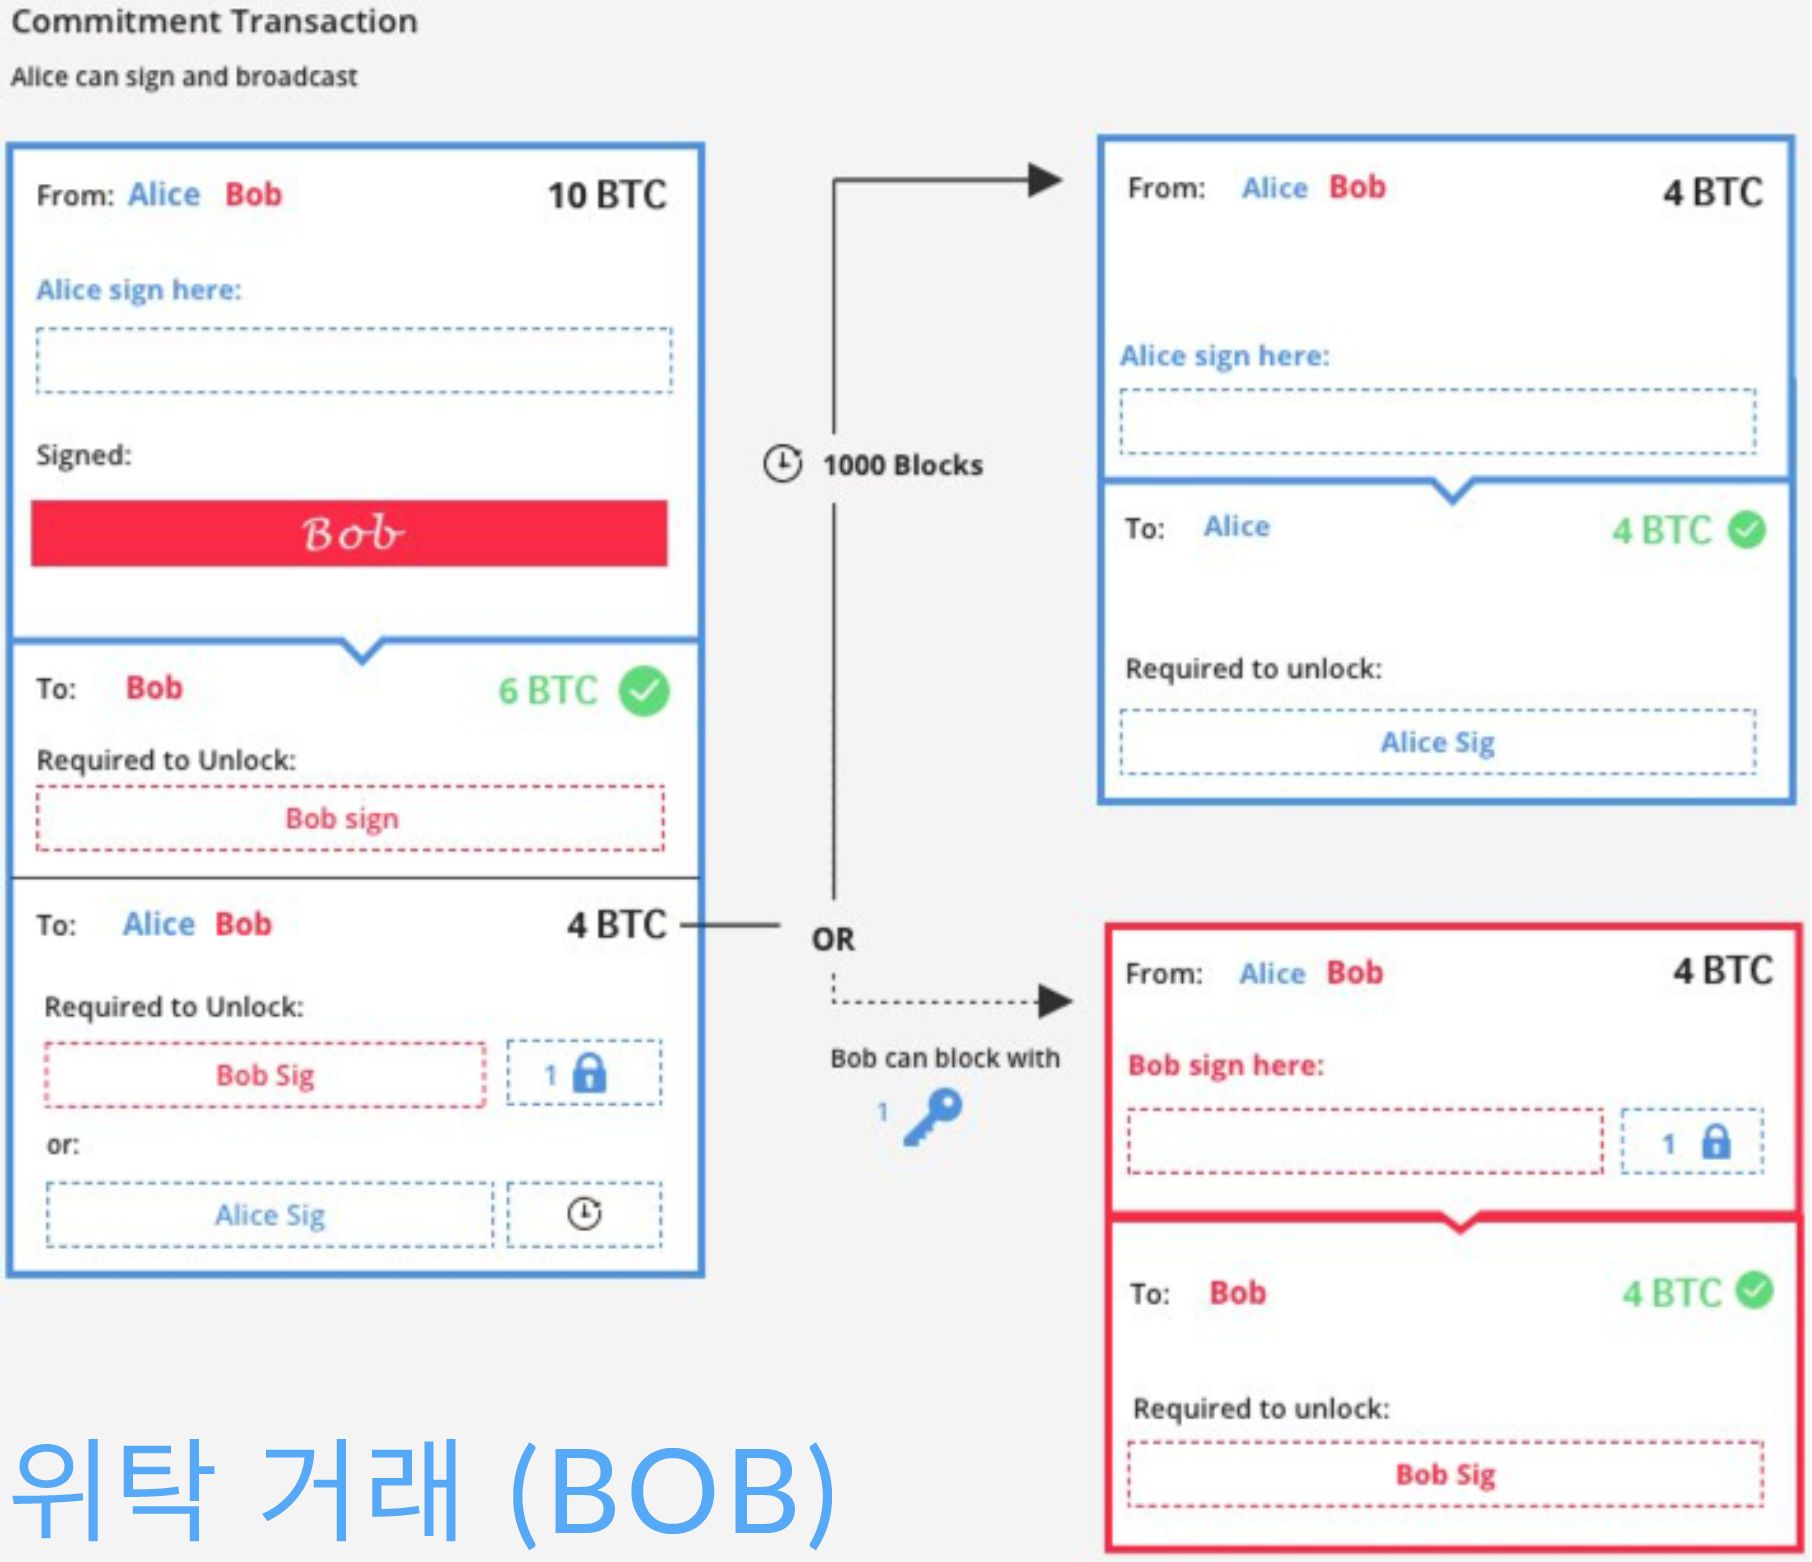 Commitment Transaction
Alice can sign and broadcast
From: Alice Bob 10 BTC
Alice sign here:
Signed:
Bob
To: Bob 6 BTC
Required to Unlock:
Bob sign
To: Alice Bob 4 BTC
Required to Unlock:
Bob Sig 1
or:
Alice Sig
1000 Blocks
OR
Bob can block with
1
From: Alice Bob 4 BTC
Alice sign here:
To: Alice 4 BTC
Required to unlock:
Alice Sig
From: Alice Bob 4 BTC
Bob sign here:
1
To: Bob 4 BTC
Required to unlock:
Bob Sig
위탁 거래 (BOB)